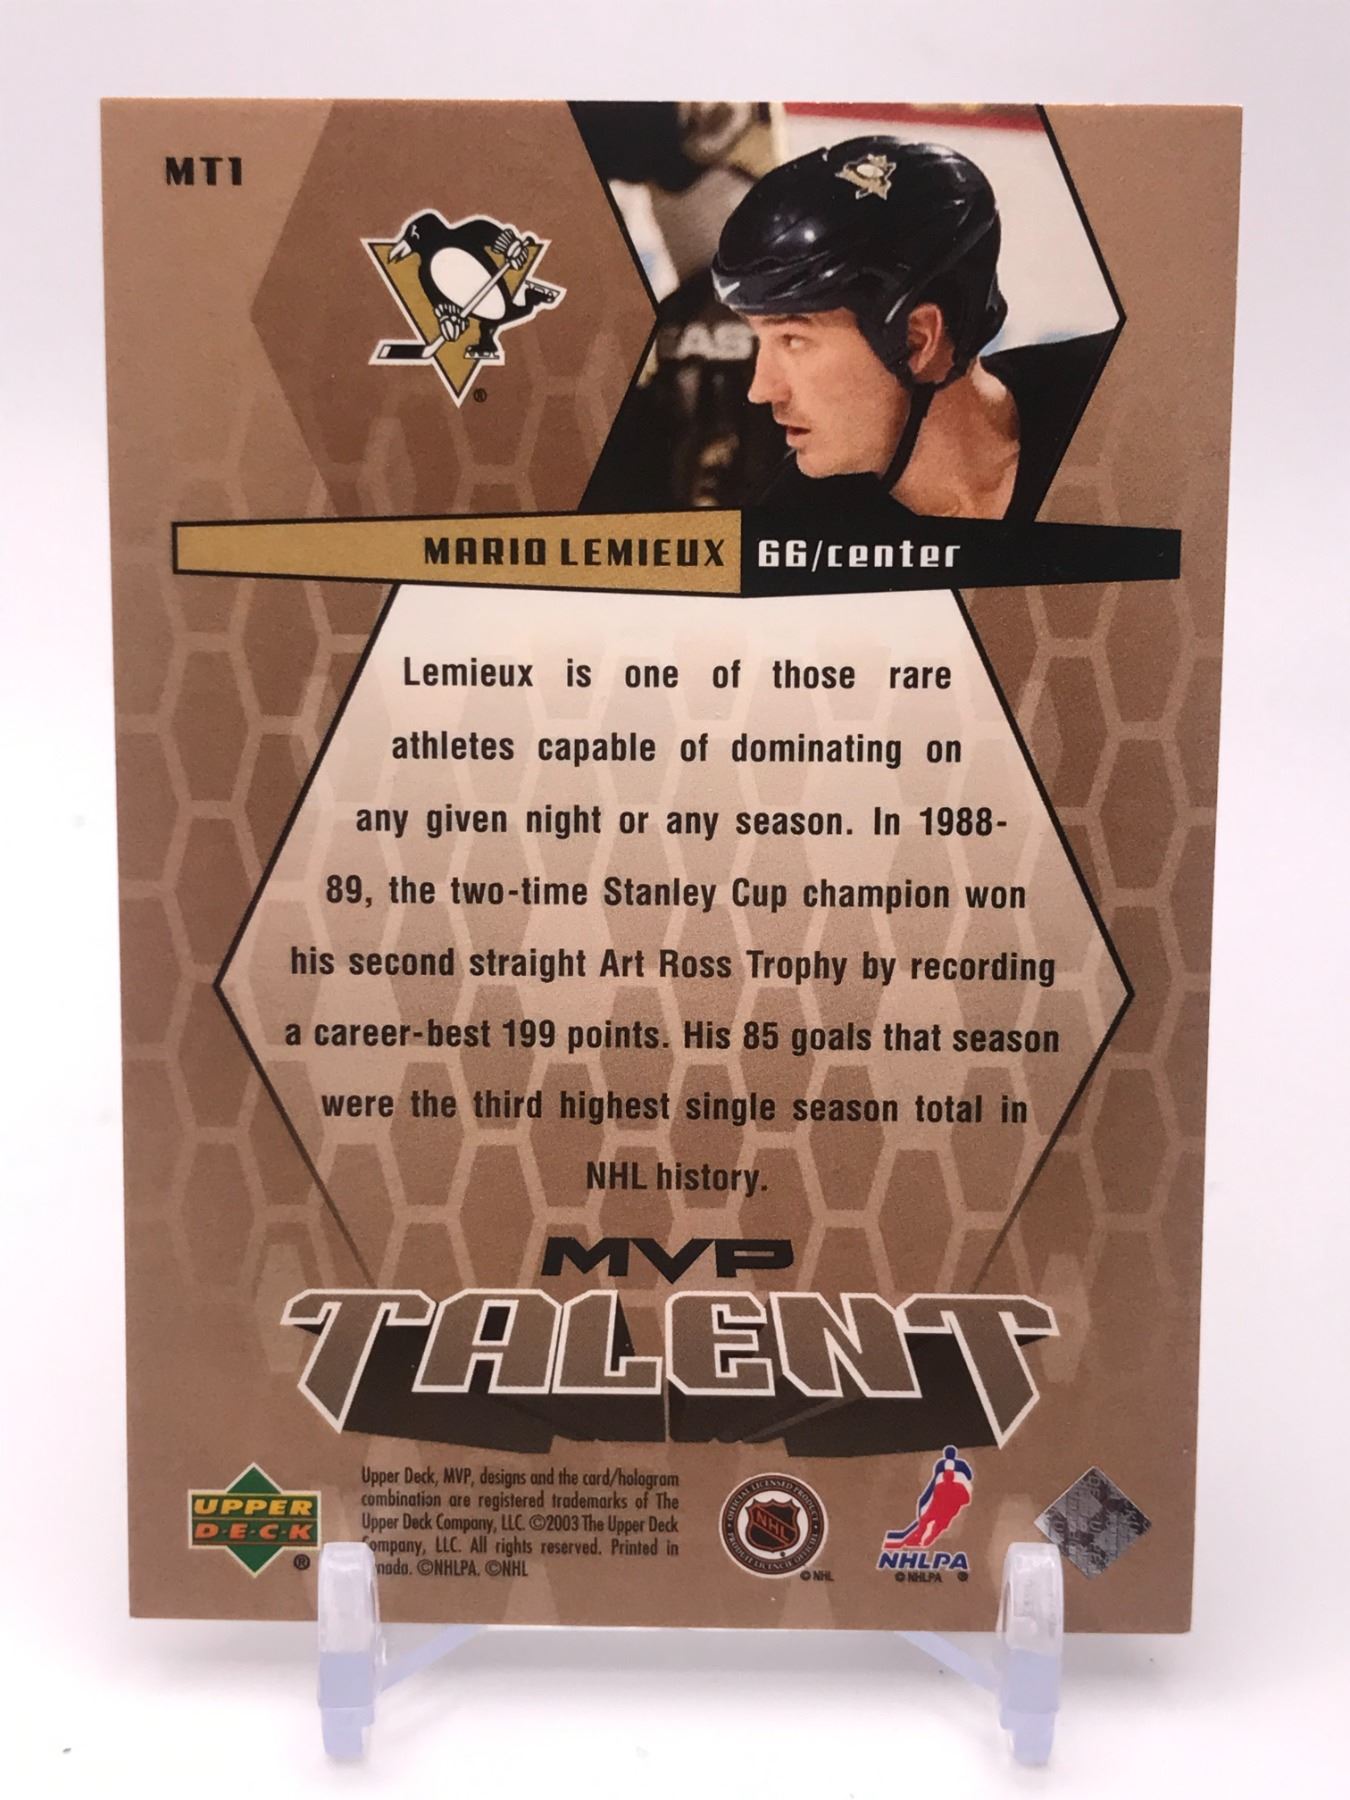 MT1
®
MARIO LEMIEUX 66/center
Lemieux is one of those rare
athletes capable of dominating on
any given night or any season. In 1988-
89, the two-time Stanley Cup champion won
his second straight Art Ross Trophy by recording
a career-best 199 points. His 85 goals that season
were the third highest single season total in
NHL history.
MVP
TALENT
UPPER
D·E·C·K
®
Upper Deck, MVP, designs and the card/hologram
combination are registered trademarks of The
Upper Deck Company, LLC. ©2003 The Upper Deck
Company, LLC. All rights reserved. Printed in
nada. ©NHLPA. ©NHL
NHL
© NHL
NHLPA
© NHLPA ®